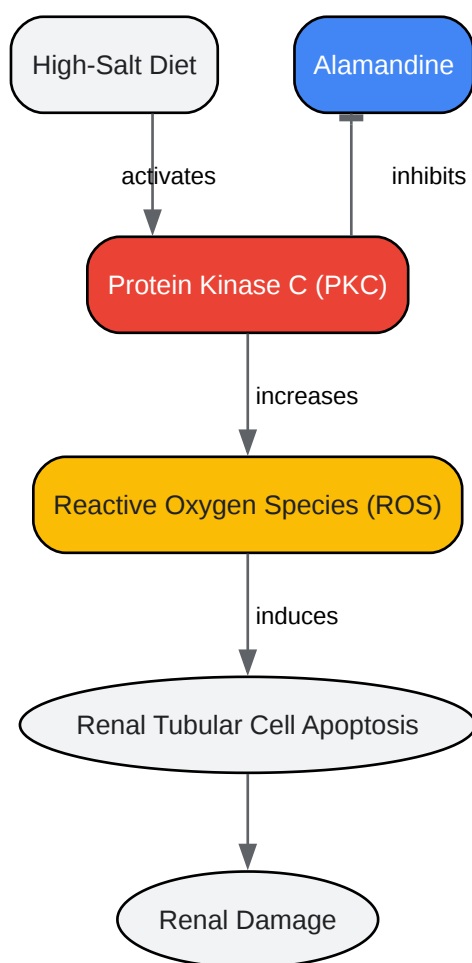 High-Salt Diet
Alamandine
activates
inhibits
Protein Kinase C (PKC)
increases
Reactive Oxygen Species (ROS)
induces
Renal Tubular Cell Apoptosis
Renal Damage